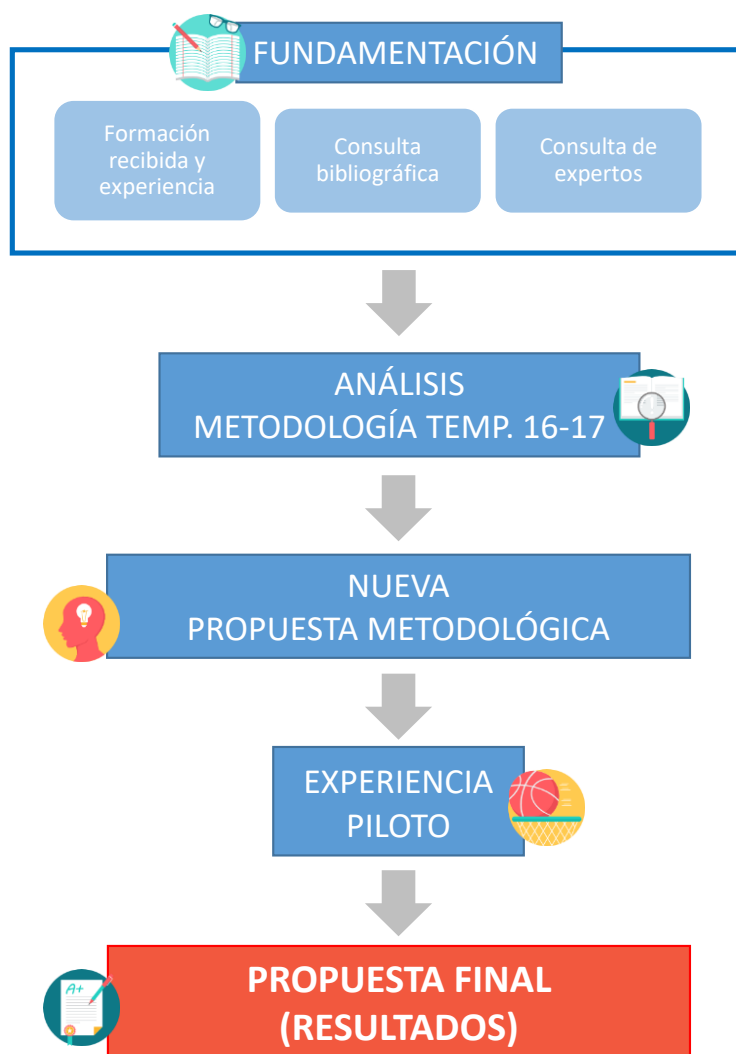 FUNDAMENTACIÓN
Formación
recibida y
experiencia
Consulta
bibliográfica
Consulta de
expertos
ANÁLISIS
METODOLOGÍA TEMP. 16-17
NUEVA
PROPUESTA METODOLÓGICA
EXPERIENCIA
PILOTO
A+
PROPUESTA FINAL
(RESULTADOS)